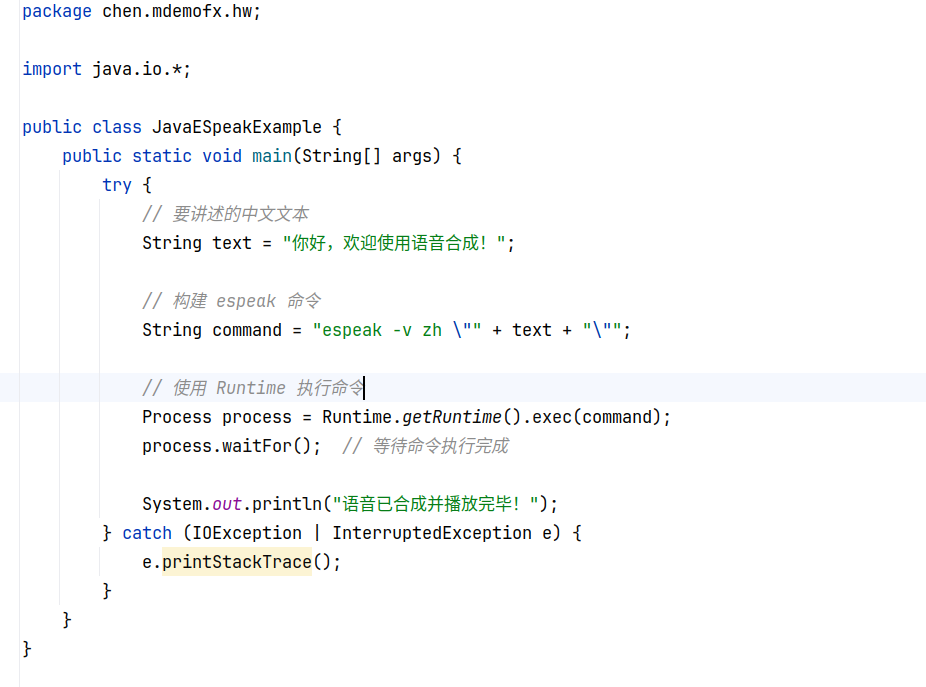 package chen.mdemofx.hw;
import java.io.*;
public class JavaESpeakExample {
public static void main(String[] args) {
try {
// 要讲述的中文文本
String text = "你好，欢迎使用语音合成！";
// 构建 espeak 命令
String command = "espeak -v zh \"" + text + "\"";
// 使用 Runtime 执行命令
Process process = Runtime.getRuntime().exec(command);
process.waitFor();  // 等待命令执行完成
System.out.println("语音已合成并播放完毕！");
} catch (IOException | InterruptedException e) {
e.printStackTrace();
}
}
}